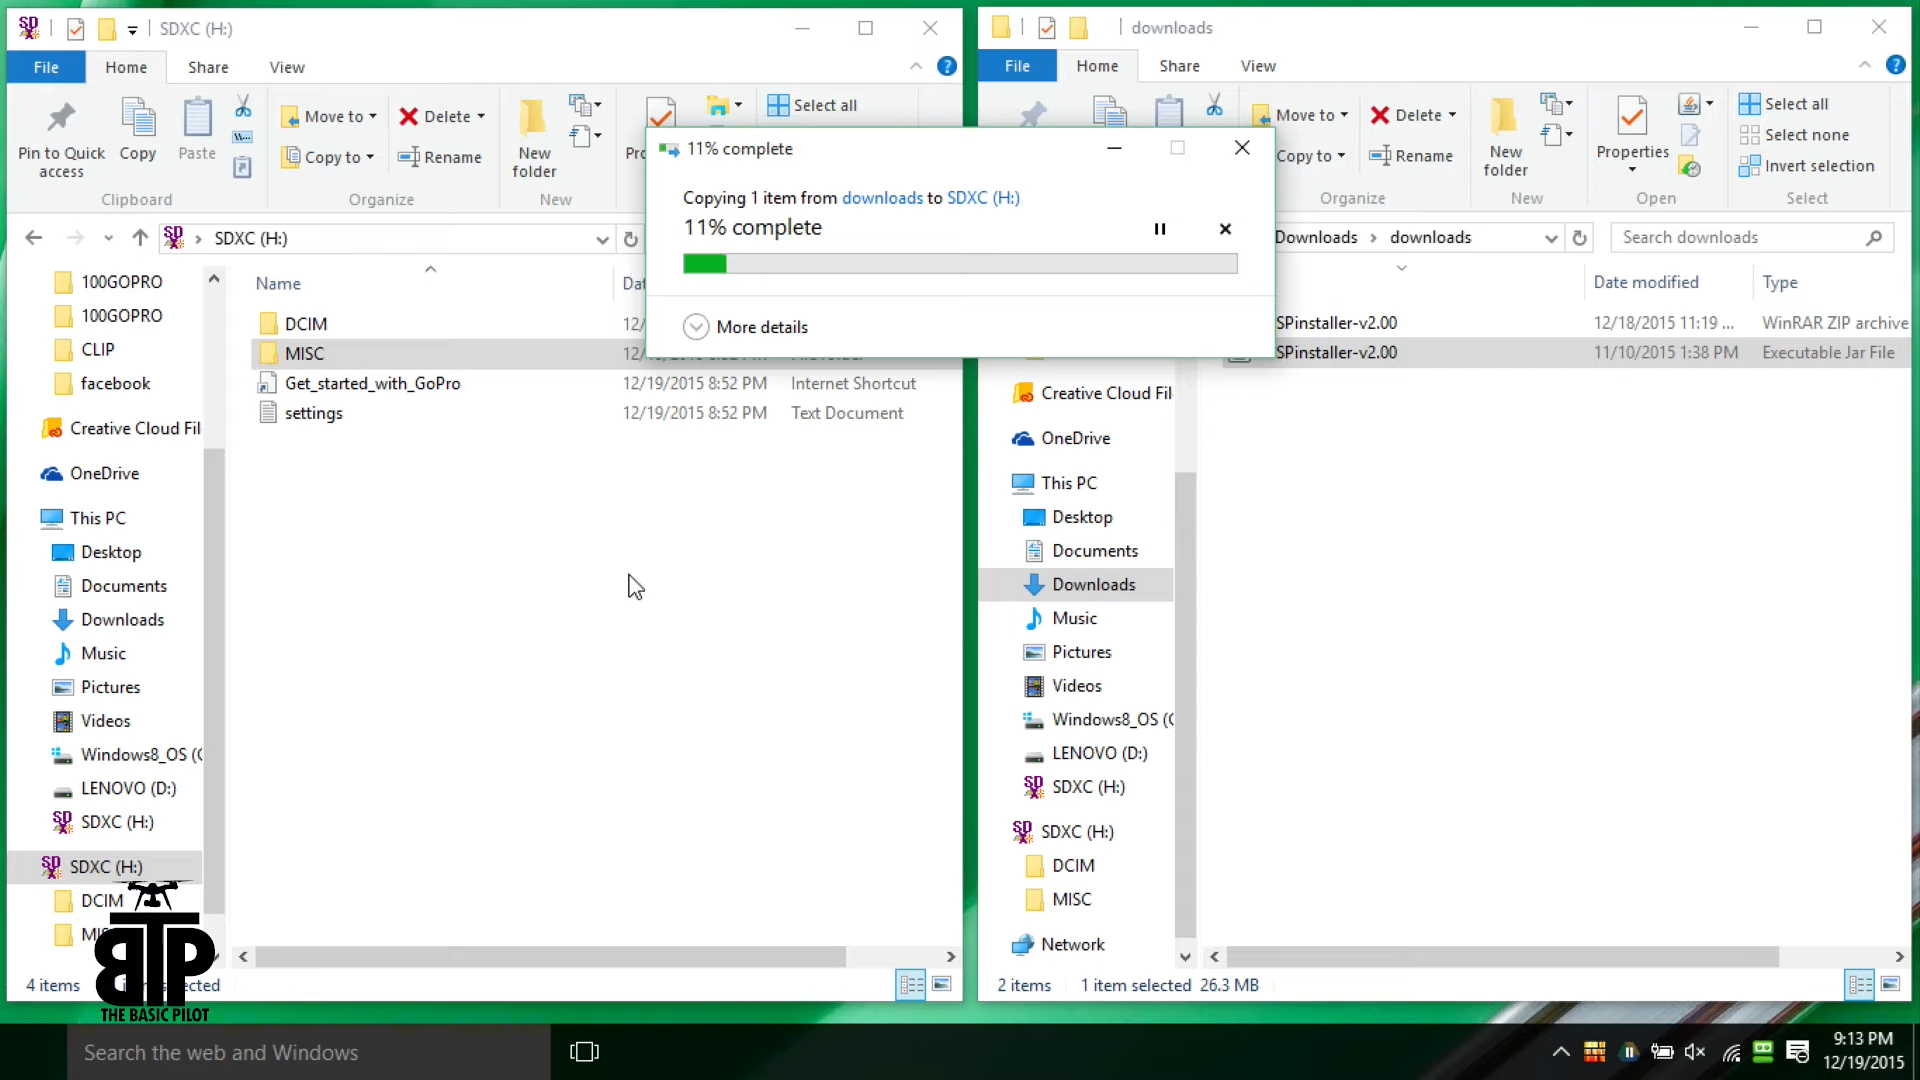 SDXC (H:)
File
Home
Share
View
Pin to Quick access
Copy
Paste
Move to
Copy to
Delete
Rename
New folder
Select all
Clipboard
Organize
New
SDXC (H:)
100GOPRO
100GOPRO
CLIP
facebook
Creative Cloud Fil
OneDrive
This PC
Desktop
Documents
Downloads
Music
Pictures
Videos
Windows8_OS (
LENOVO (D:)
SDXC (H:)
SDXC (H:)
DCIM
Name
DCIM 12/
MISC
Get_started_with_GoPro 12/19/2015 8:52 PM Internet Shortcut
settings 12/19/2015 8:52 PM Text Document
4 items
BTP
THE BASIC PILOT
11% complete
Copying 1 item from downloads to SDXC (H:)
11% complete
More details
downloads
File
Home
Share
View
Move to
Copy to
Delete
Rename
New folder
Properties
Select all
Select none
Invert selection
Organize
New
Open
Select
Downloads
downloads
Search downloads
Date modified
Type
SPinstaller-v2.00 12/18/2015 11:19 ... WinRAR ZIP archive
SPinstaller-v2.00 11/10/2015 1:38 PM Executable Jar File
Creative Cloud Fil
OneDrive
This PC
Desktop
Documents
Downloads
Music
Pictures
Videos
Windows8_OS (
LENOVO (D:)
SDXC (H:)
SDXC (H:)
DCIM
MISC
Network
2 items
1 item selected 26.3 MB
Search the web and Windows
9:13 PM
12/19/2015